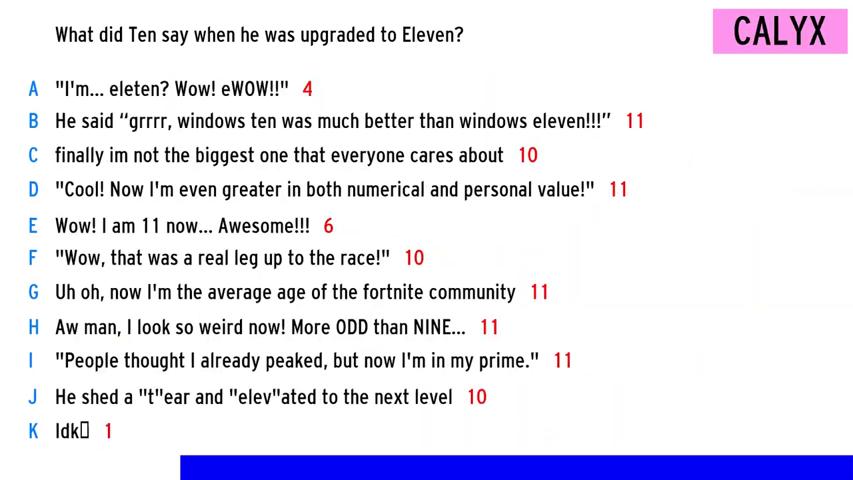 What did Ten say when he was upgraded to Eleven?
CALYX
A "I'm... eleten? Wow! eWOW!!" 4
B He said “grrrr, windows ten was much better than windows eleven!!!” 11
C finally im not the biggest one that everyone cares about 10
D "Cool! Now I'm even greater in both numerical and personal value!" 11
E Wow! I am 11 now... Awesome!!! 6
F "Wow, that was a real leg up to the race!" 10
G Uh oh, now I'm the average age of the fortnite community 11
H Aw man, I look so weird now! More ODD than NINE... 11
I "People thought I already peaked, but now I'm in my prime." 11
J He shed a "t"ear and "elev"ated to the next level 10
K Idk▯ 1